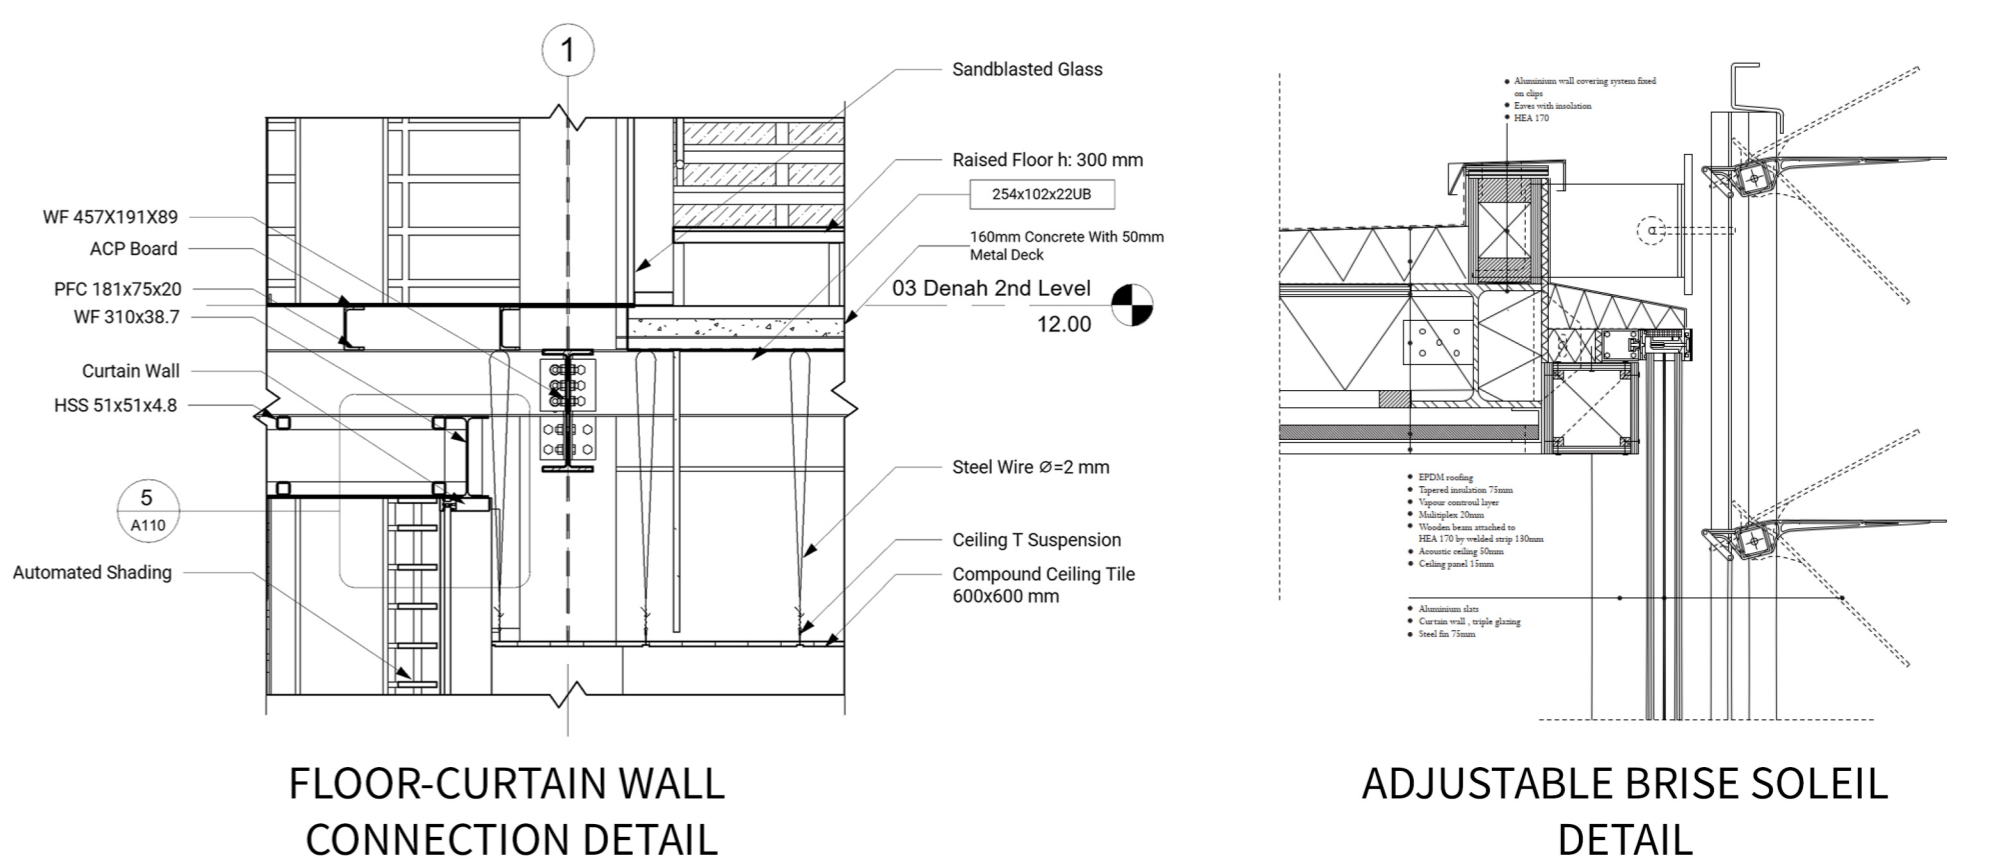 1
Sandblasted Glass
Raised Floor h: 300 mm
254x102x22UB
160mm Concrete With 50mm
Metal Deck
03 Denah 2nd Level
12.00
WF 457X191X89
ACP Board
PFC 181x75x20
WF 310x38.7
Curtain Wall
HSS 51x51x4.8
5
A110
Automated Shading
Steel Wire Ø=2 mm
Ceiling T Suspension
Compound Ceiling Tile
600x600 mm
FLOOR-CURTAIN WALL
CONNECTION DETAIL
Aluminium wall covering system fixed
on clips
Eaves with insolation
HEA 170
EPDM roofing
Tapered insulation 75mm
Vapour controul layer
Mulitiplex 20mm
Wooden beam attached to
HEA 170 by welded strip 130mm
Acoustic ceiling 50mm
Ceiling panel 15mm
Aluminium slats
Curtain wall , triple glazing
Steel fin 75mm
ADJUSTABLE BRISE SOLEIL
DETAIL